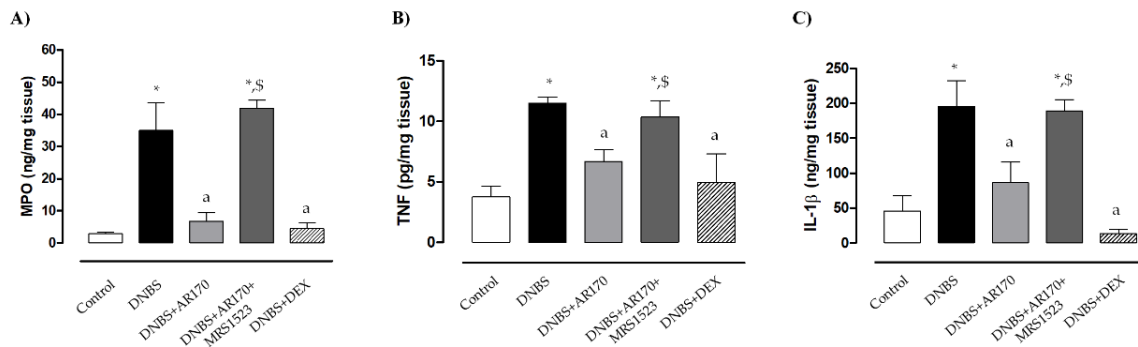 A)
MPO (ng/mg tissue)
60
50
40
30
20
10
0
*
a
*,$
a
Control
DNBS
DNBS+AR170
DNBS+AR170+
MRS1523
DNBS+DEX
B)
TNF (pg/mg tissue)
15
10
5
0
*
a
*,$
a
Control
DNBS
DNBS+AR170
DNBS+AR170+
MRS1523
DNBS+DEX
C)
IL-1β (ng/mg tissue)
250
200
150
100
50
0
*
a
*,$
a
Control
DNBS
DNBS+AR170
DNBS+AR170+
MRS1523
DNBS+DEX